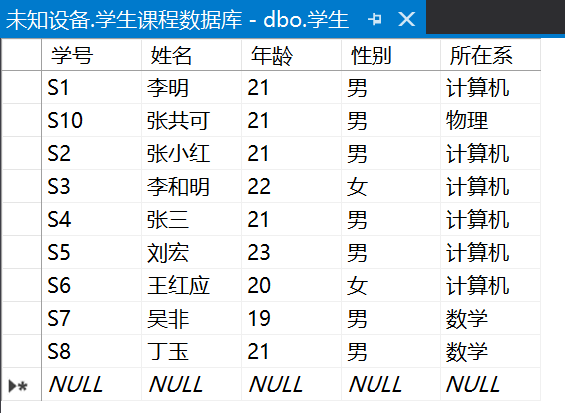 未知设备.学生课程数据库 - dbo.学生
学号 姓名 年龄 性别 所在系
S1 李明 21 男 计算机
S10 张共可 21 男 物理
S2 张小红 21 男 计算机
S3 李和明 22 女 计算机
S4 张三 21 男 计算机
S5 刘宏 23 男 计算机
S6 王红应 20 女 计算机
S7 吴非 19 男 数学
S8 丁玉 21 男 数学
NULL NULL NULL NULL NULL